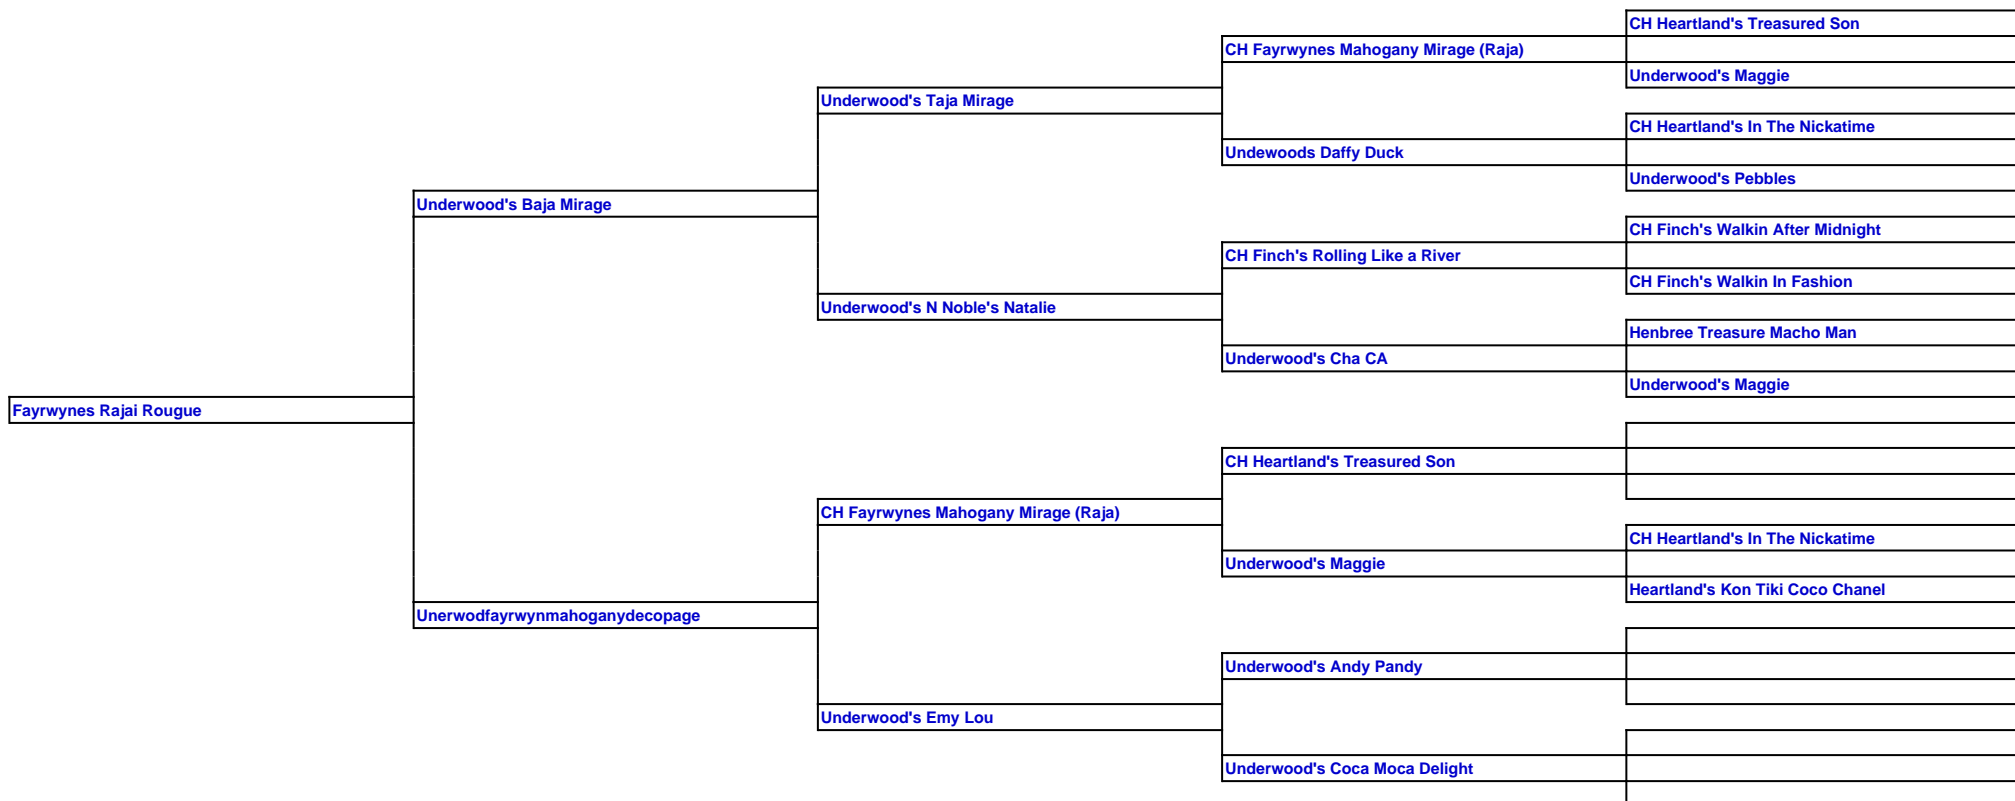 CH Heartland's Treasured Son
CH Fayrwynes Mahogany Mirage (Raja)
Underwood's Maggie
Underwood's Taja Mirage
CH Heartland's In The Nickatime
Undewoods Daffy Duck
Underwood's Pebbles
Underwood's Baja Mirage
CH Finch's Walkin After Midnight
CH Finch's Rolling Like a River
CH Finch's Walkin In Fashion
Underwood's N Noble's Natalie
Henbree Treasure Macho Man
Underwood's Cha CA
Underwood's Maggie
Fayrwynes Rajai Rougue
CH Heartland's Treasured Son
CH Fayrwynes Mahogany Mirage (Raja)
CH Heartland's In The Nickatime
Underwood's Maggie
Heartland's Kon Tiki Coco Chanel
Unerwodfayrwynmahoganydecopage
Underwood's Andy Pandy
Underwood's Emy Lou
Underwood's Coca Moca Delight